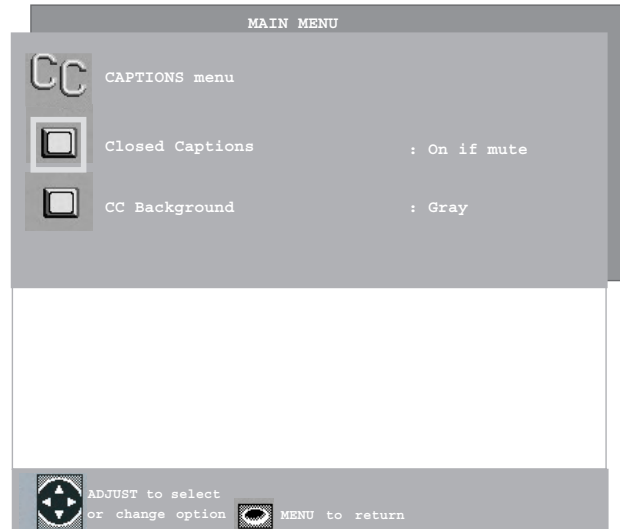 MAIN MENU
CC CAPTIONS menu
Closed Captions : On if mute
CC Background : Gray
ADJUST to select
or change option MENU to return